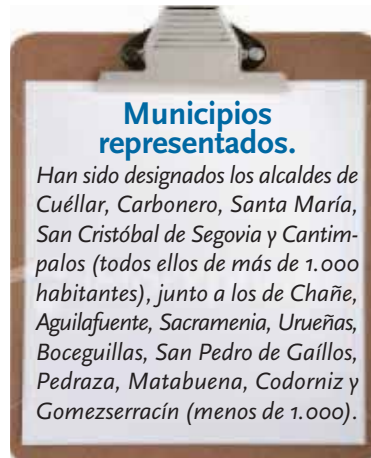 Municipios
representados.
Han sido designados los alcaldes de
Cuéllar, Carbonero, Santa María,
San Cristóbal de Segovia y Cantim-
palos (todos ellos de más de 1.000
habitantes), junto a los de Chañe,
Aguilafuente, Sacramenia, Urueñas,
Boceguillas, San Pedro de Gaíllos,
Pedraza, Matabuena, Codorniz y
Gomezserracín (menos de 1.000).